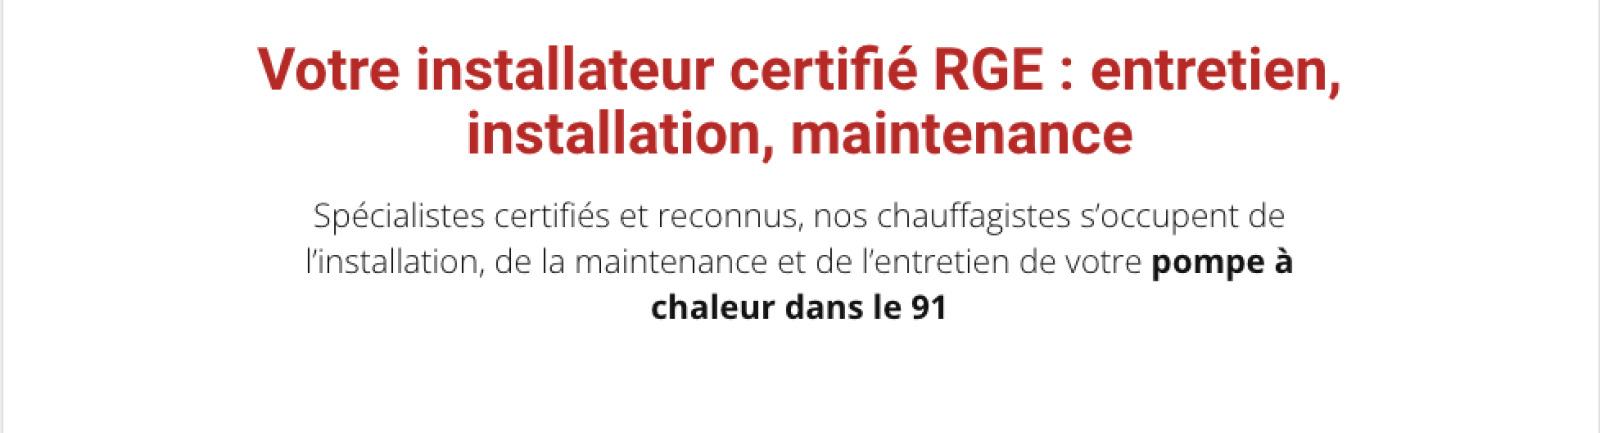 Votre installateur certifié RGE : entretien,
installation, maintenance
Spécialistes certifiés et reconnus, nos chauffagistes s’occupent de
l’installation, de la maintenance et de l’entretien de votre pompe à
chaleur dans le 91